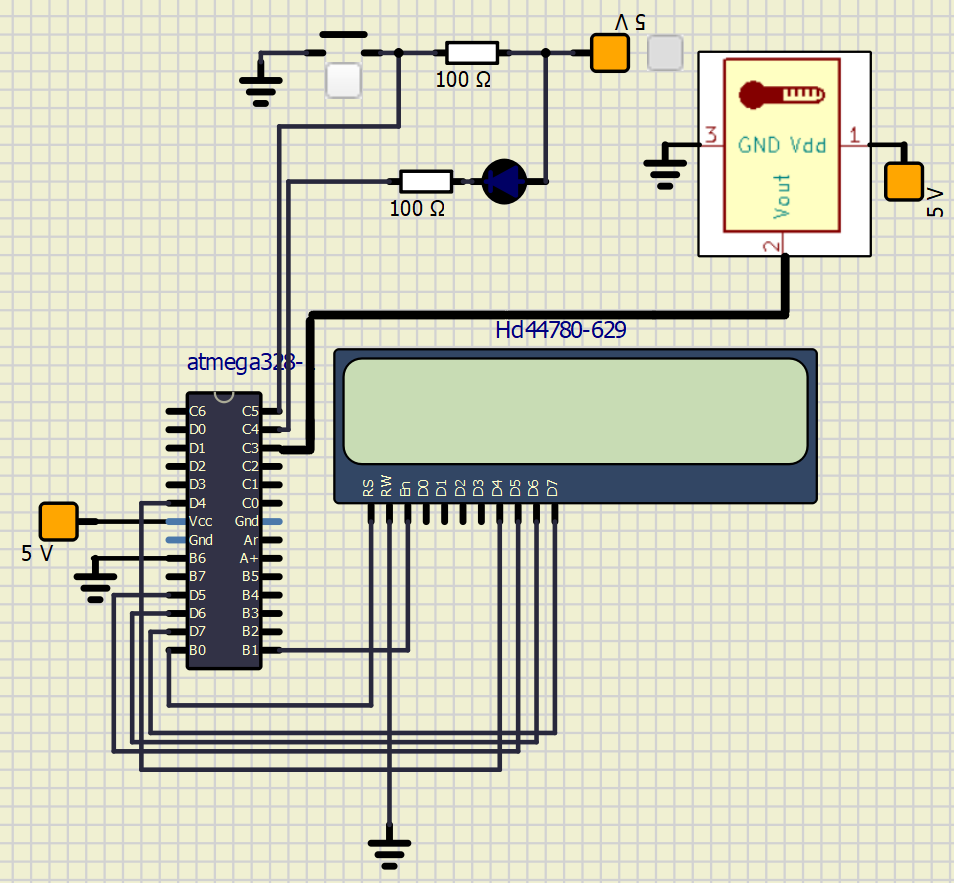 5 V
100 Ω
100 Ω
3
GND Vdd
1
Vout
2
5 V
Hd44780-629
atmega328-
C6 C5
D0 C4
D1 C3
D2 C2
D3 C1
D4 C0
Vcc Gnd
Gnd Ar
B6 A+
B7 B5
D5 B4
D6 B3
D7 B2
B0 B1
RS RW En D0 D1 D2 D3 D4 D5 D6 D7
5 V